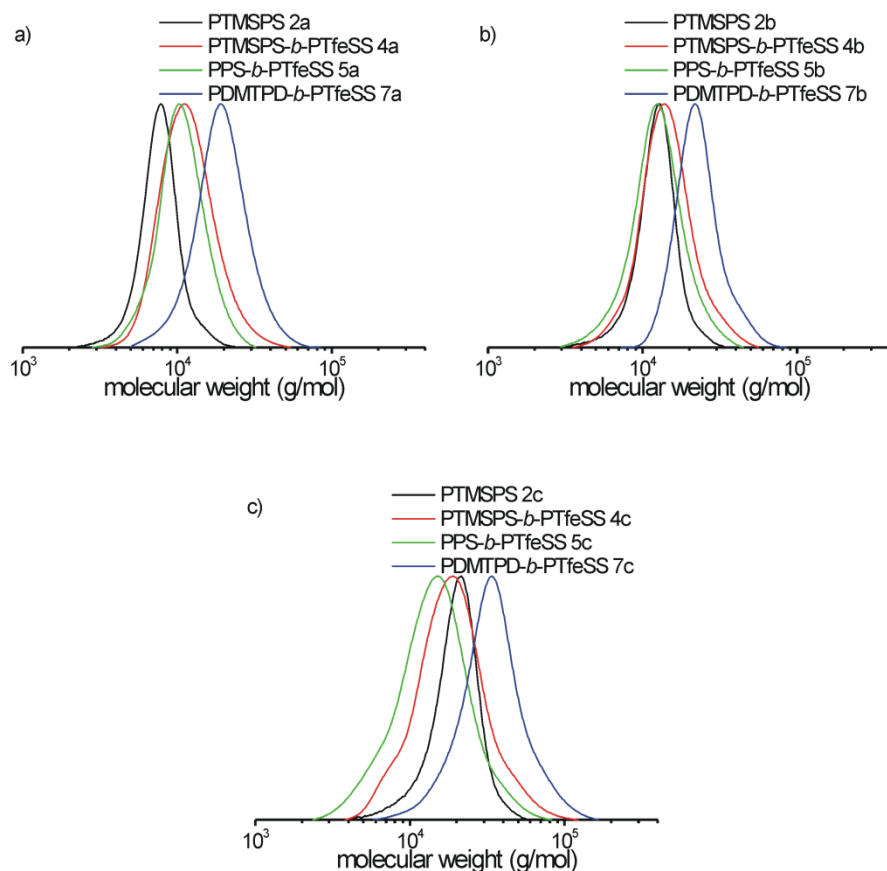 a)
PTMSPS 2a
PTMSPS-b-PTfeSS 4a
PPS-b-PTfeSS 5a
PDMTPD-b-PTfeSS 7a
10³ 10⁴ 10⁵
molecular weight (g/mol)
b)
PTMSPS 2b
PTMSPS-b-PTfeSS 4b
PPS-b-PTfeSS 5b
PDMTPD-b-PTfeSS 7b
10³ 10⁴ 10⁵
molecular weight (g/mol)
c)
PTMSPS 2c
PTMSPS-b-PTfeSS 4c
PPS-b-PTfeSS 5c
PDMTPD-b-PTfeSS 7c
10³ 10⁴ 10⁵
molecular weight (g/mol)